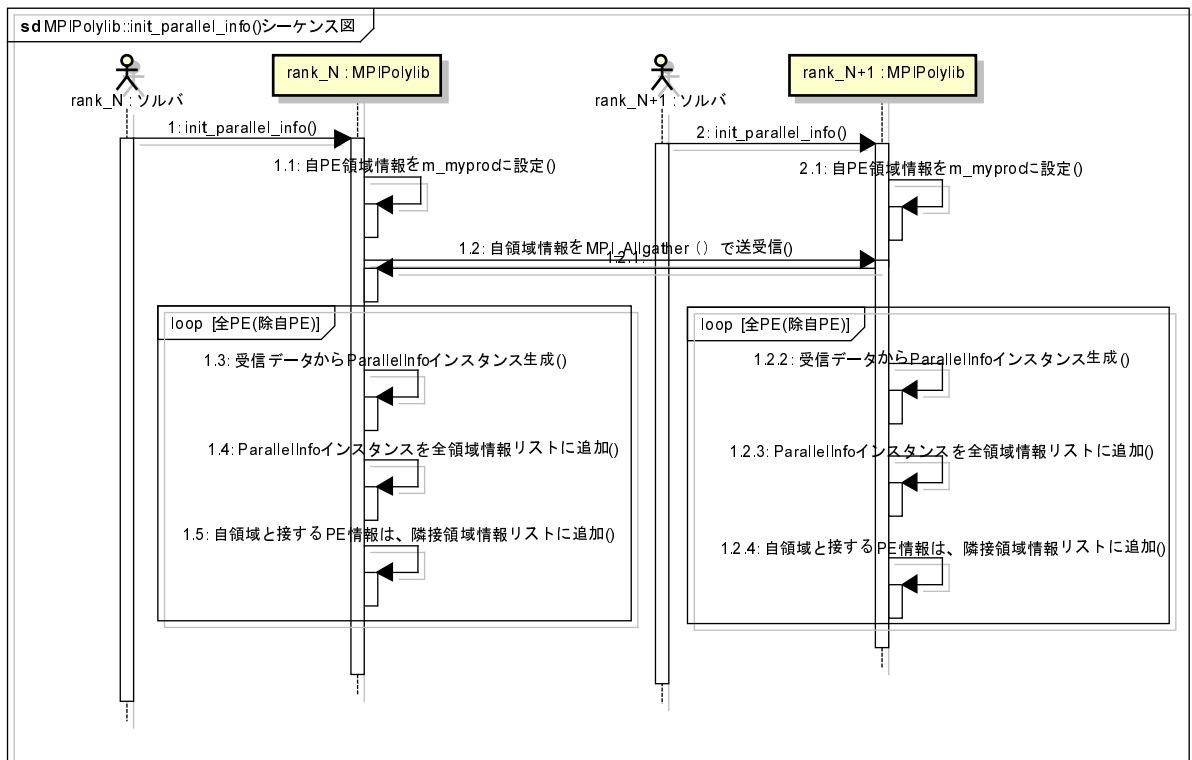 sd MPIPolylib::init_parallel_info()シーケンス図
rank_N : ソルバ
rank_N : MPIPolylib
rank_N+1 : ソルバ
rank_N+1 : MPIPolylib
1: init_parallel_info()
2: init_parallel_info()
1.1: 自PE領域情報をm_myprocに設定()
2.1: 自PE領域情報をm_myprocに設定()
1.2: 自領域情報をMPI_Allgather（）で送受信()
1.2.1:
loop [全PE(除自PE)]
loop [全PE(除自PE)]
1.3: 受信データからParallelInfoインスタンス生成()
1.2.2: 受信データからParallelInfoインスタンス生成()
1.4: ParallelInfoインスタンスを全領域情報リストに追加()
1.2.3: ParallelInfoインスタンスを全領域情報リストに追加()
1.5: 自領域と接するPE情報は、隣接領域情報リストに追加()
1.2.4: 自領域と接するPE情報は、隣接領域情報リストに追加()